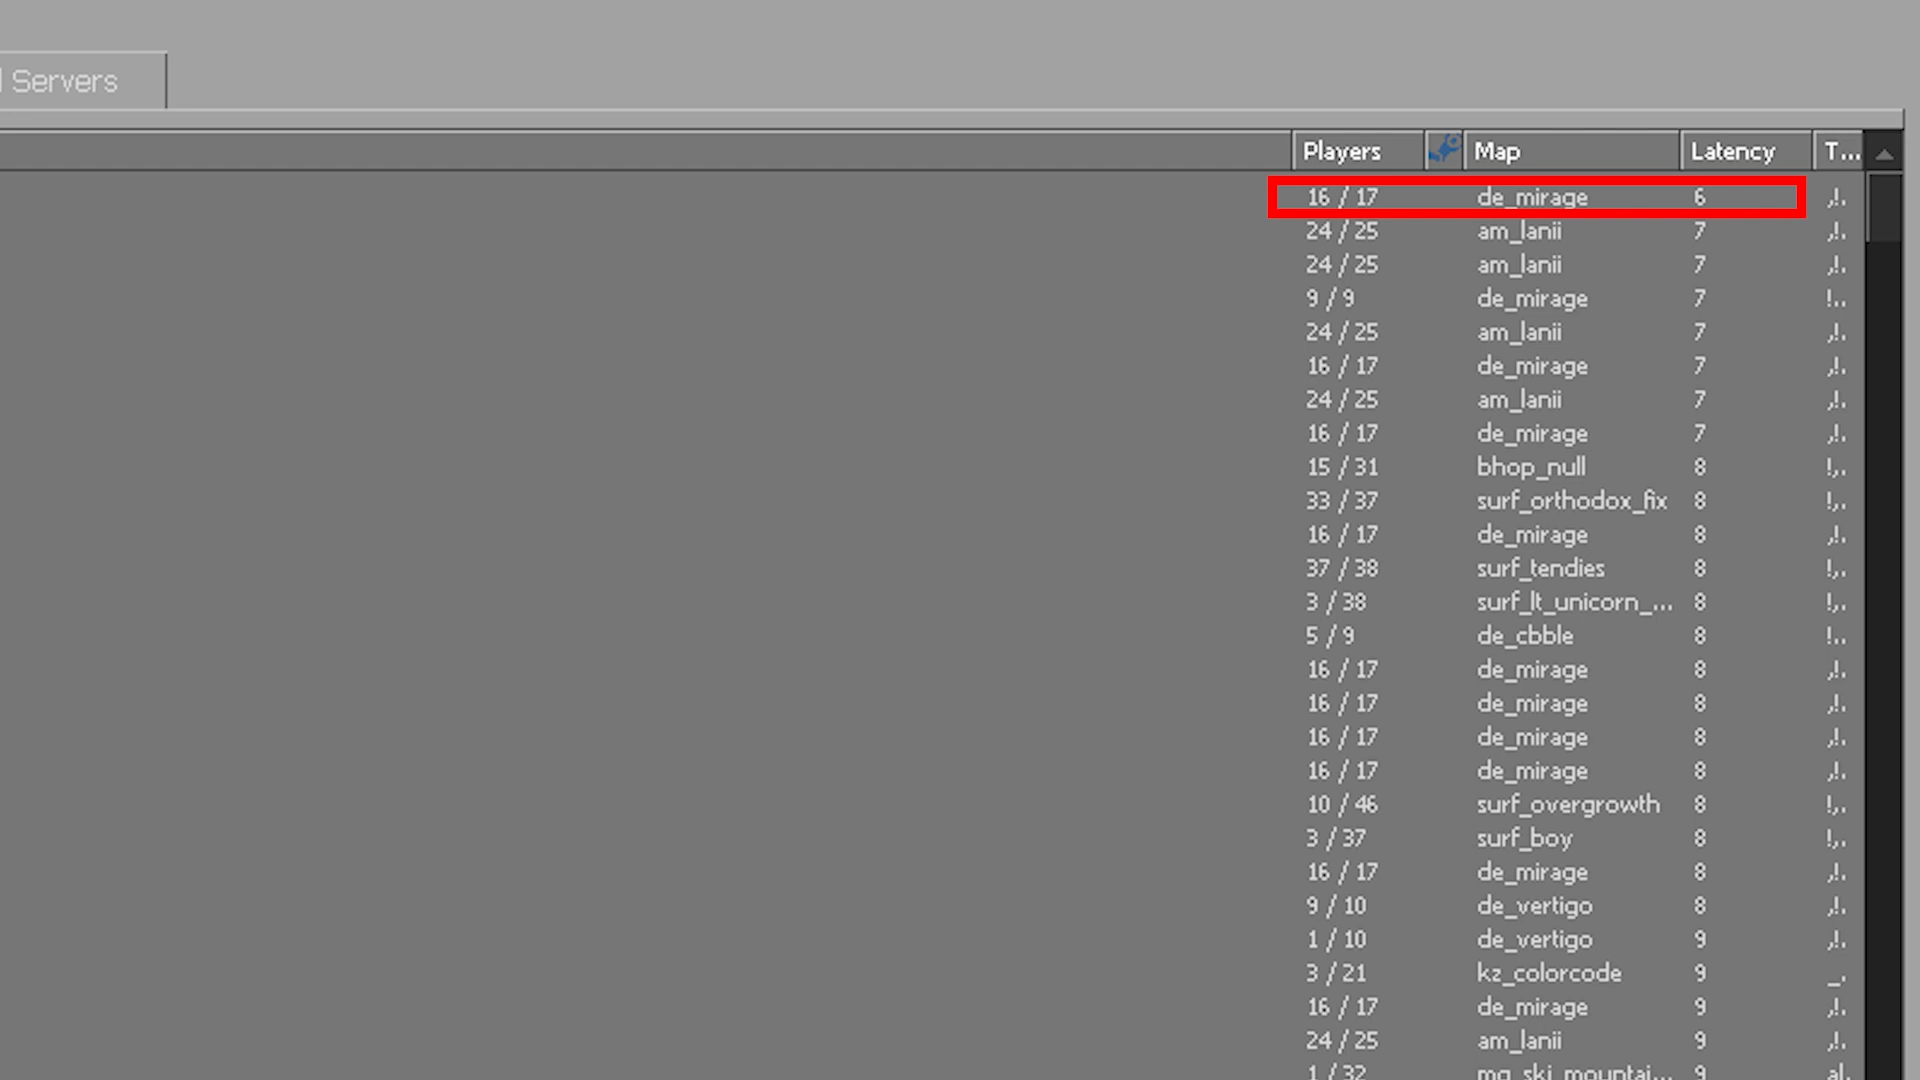 Servers
Players Map Latency T...
16 / 17 de_mirage 6 ,!.
24 / 25 am_lanii 7 ,!.
24 / 25 am_lanii 7 ,!.
9 / 9 de_mirage 7 !..
24 / 25 am_lanii 7 ,!.
16 / 17 de_mirage 7 ,!.
24 / 25 am_lanii 7 ,!.
16 / 17 de_mirage 7 ,!.
15 / 31 bhop_null 8 !,.
33 / 37 surf_orthodox_fix 8 !,.
16 / 17 de_mirage 8 ,!.
37 / 38 surf_tendies 8 !,.
3 / 38 surf_lt_unicorn_... 8 !,.
5 / 9 de_cbble 8 !..
16 / 17 de_mirage 8 ,!.
16 / 17 de_mirage 8 ,!.
16 / 17 de_mirage 8 ,!.
16 / 17 de_mirage 8 ,!.
10 / 46 surf_overgrowth 8 !,.
3 / 37 surf_boy 8 !,.
16 / 17 de_mirage 8 ,!.
9 / 10 de_vertigo 8 ,!.
1 / 10 de_vertigo 9 ,!.
3 / 21 kz_colorcode 9 _.
16 / 17 de_mirage 9 ,!.
24 / 25 am_lanii 9 ,!.
1 / 32 mg_ski_mountai... 9 al.